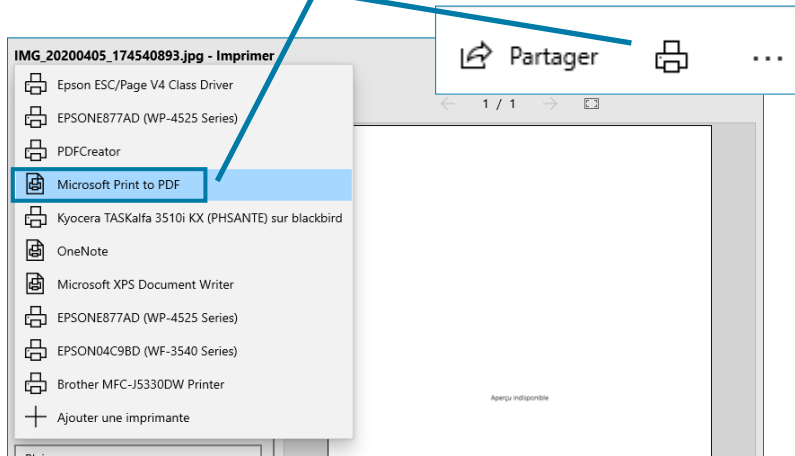 Partager
IMG_20200405_174540893.jpg - Imprimer
1 / 1
Epson ESC/Page V4 Class Driver
EPSONE877AD (WP-4525 Series)
PDFCreator
Microsoft Print to PDF
Kyocera TASKalfa 3510i KX (PHSANTE) sur blackbird
OneNote
Microsoft XPS Document Writer
EPSONE877AD (WP-4525 Series)
EPSON04C9BD (WF-3540 Series)
Brother MFC-J5330DW Printer
Ajouter une imprimante
Aperçu indisponible